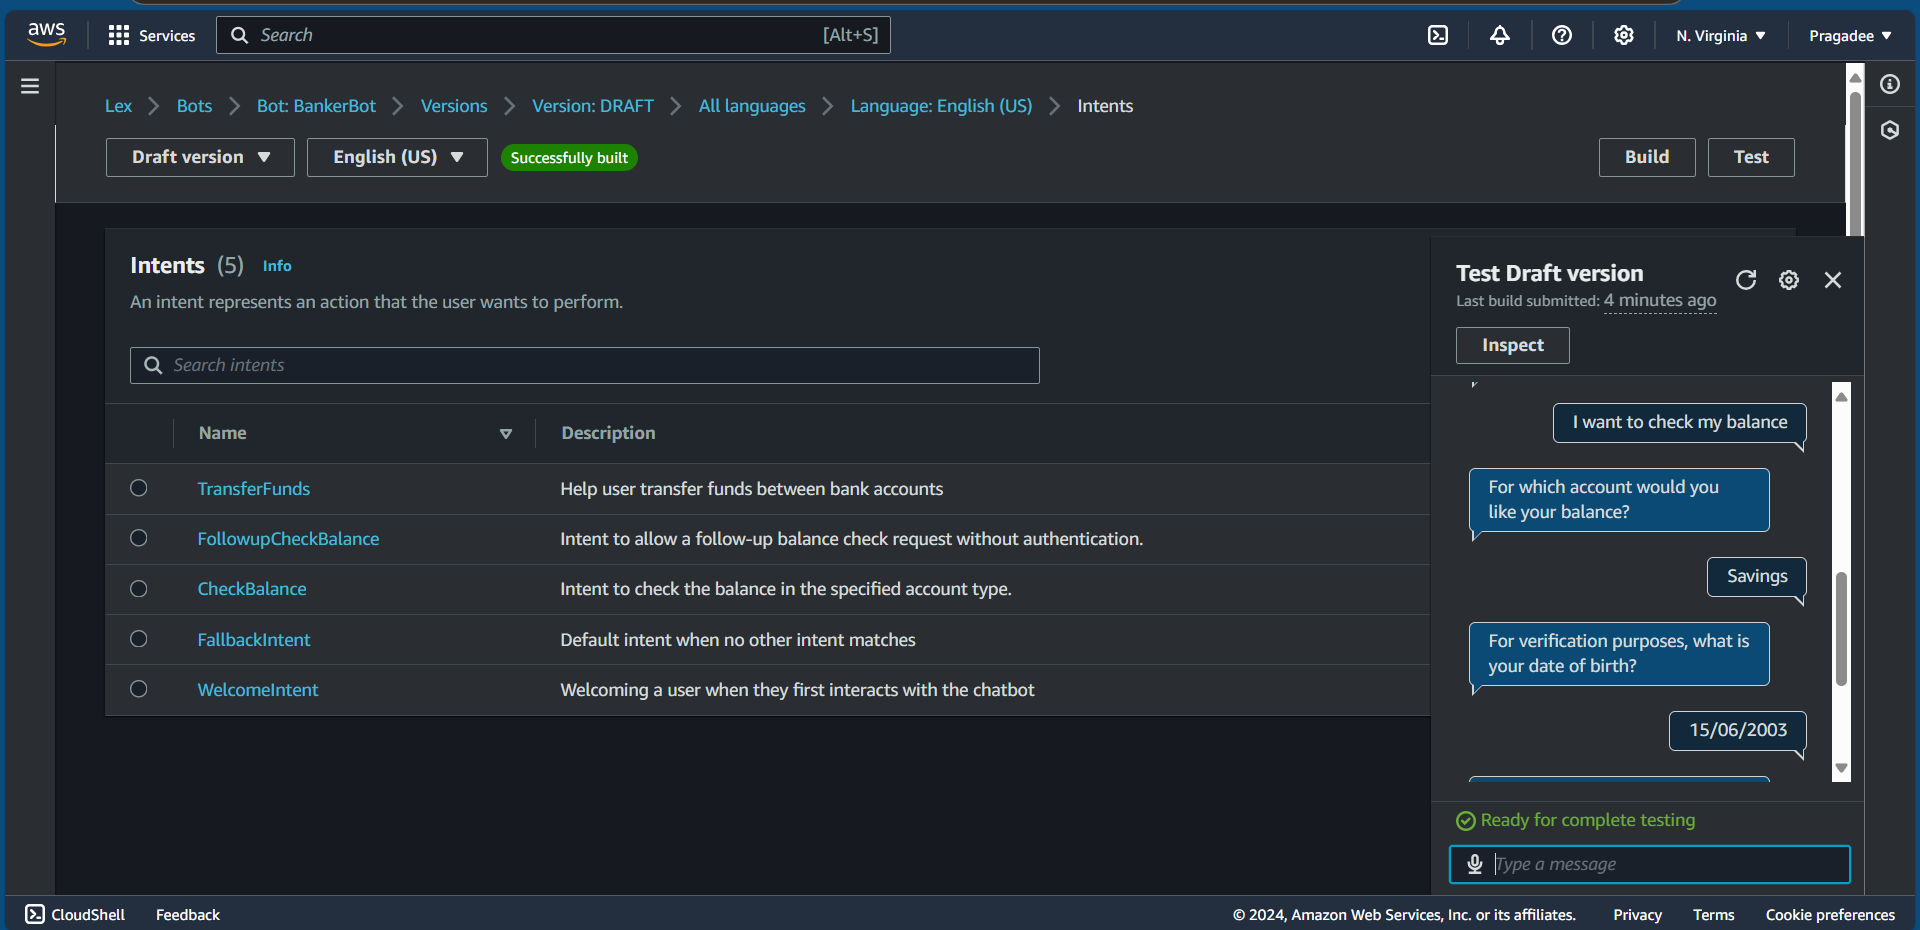 aws
Services
Search
[Alt+S]
N. Virginia
Pragadee
Lex
Bots
Bot: BankerBot
Versions
Version: DRAFT
All languages
Language: English (US)
Intents
Draft version
English (US)
Successfully built
Build
Test
Intents (5) Info
An intent represents an action that the user wants to perform.
Search intents
Name
Description
TransferFunds
Help user transfer funds between bank accounts
FollowupCheckBalance
Intent to allow a follow-up balance check request without authentication.
CheckBalance
Intent to check the balance in the specified account type.
FallbackIntent
Default intent when no other intent matches
WelcomeIntent
Welcoming a user when they first interacts with the chatbot
Test Draft version
Last build submitted: 4 minutes ago
Inspect
I want to check my balance
For which account would you
like your balance?
Savings
For verification purposes, what is
your date of birth?
15/06/2003
Ready for complete testing
Type a message
CloudShell
Feedback
© 2024, Amazon Web Services, Inc. or its affiliates.
Privacy
Terms
Cookie preferences